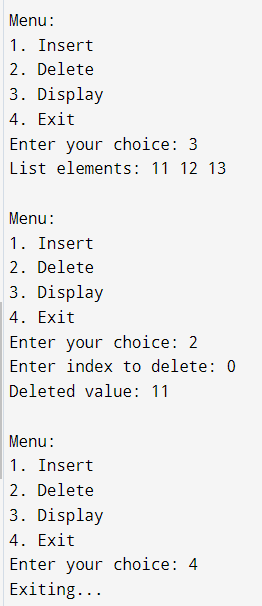 Menu:
1. Insert
2. Delete
3. Display
4. Exit
Enter your choice: 3
List elements: 11 12 13
Menu:
1. Insert
2. Delete
3. Display
4. Exit
Enter your choice: 2
Enter index to delete: 0
Deleted value: 11
Menu:
1. Insert
2. Delete
3. Display
4. Exit
Enter your choice: 4
Exiting...